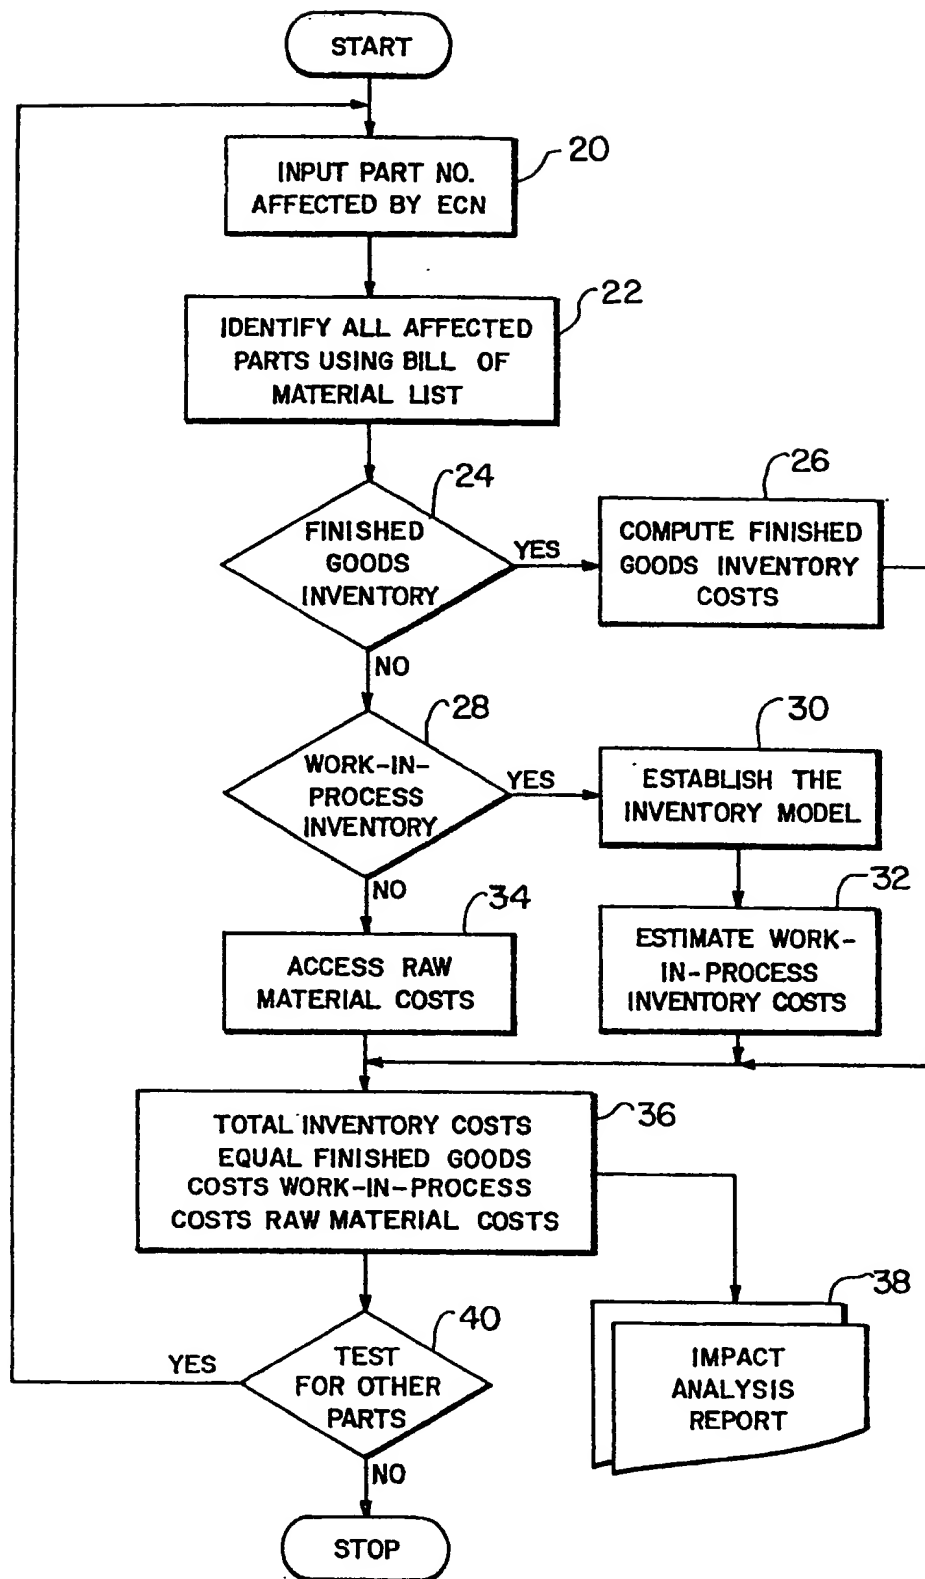 START
INPUT PART NO.
AFFECTED BY ECN
20
IDENTIFY ALL AFFECTED
PARTS USING BILL OF
MATERIAL LIST
22
FINISHED
GOODS
INVENTORY
24
YES
COMPUTE FINISHED
GOODS INVENTORY
COSTS
26
NO
WORK-IN-
PROCESS
INVENTORY
28
YES
ESTABLISH THE
INVENTORY MODEL
30
NO
ACCESS RAW
MATERIAL COSTS
34
ESTIMATE WORK-
IN-PROCESS
INVENTORY COSTS
32
TOTAL INVENTORY COSTS
EQUAL FINISHED GOODS
COSTS WORK-IN-PROCESS
COSTS RAW MATERIAL COSTS
36
IMPACT
ANALYSIS
REPORT
38
YES
TEST
FOR OTHER
PARTS
40
NO
STOP